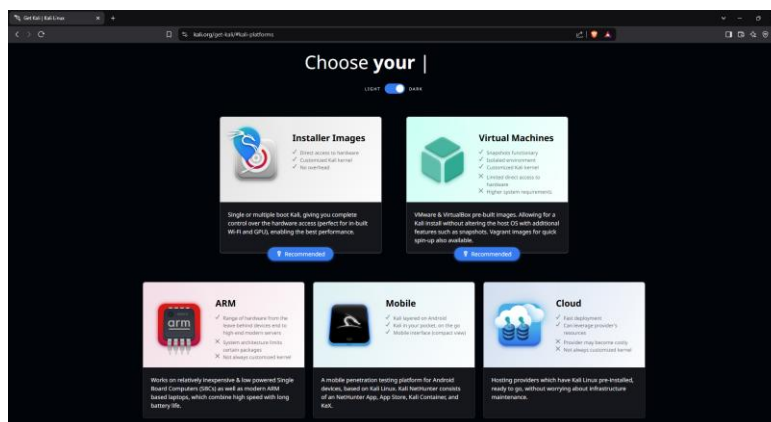 Get Kali | Kali Linux
kali.org/get-kali/#kali-platforms
Choose your |
LIGHT DARK
Installer Images
Direct access to hardware
Customized Kali kernel
No overhead
Single or multiple boot Kali, giving you complete
control over the hardware access (perfect for in-built
Wi-Fi and GPU), enabling the best performance.
Recommended
Virtual Machines
Snapshots functionary
Isolated environment
Customized Kali kernel
Limited direct access to
hardware
Higher system requirements
VMware & VirtualBox pre-built images. Allowing for a
Kali install without altering the host OS with additional
features such as snapshots. Vagrant images for quick
spin-up also available.
Recommended
arm
ARM
Range of hardware from the
leave-behind devices end to
high-end modern servers
System architecture limits
certain packages
Not always customized kernel
Works on relatively inexpensive & low powered Single
Board Computers (SBCs) as well as modern ARM
based laptops, which combine high speed with long
battery life.
Mobile
Kali layered on Android
Kali in your pocket, on the go
Mobile interface (compact view)
A mobile penetration testing platform for Android
devices, based on Kali Linux. Kali NetHunter consists
of an NetHunter App, App Store, Kali Container, and
KeX.
Cloud
Fast deployment
Can leverage provider's
resources
Provider may become costly
Not always customized kernel
Hosting providers which have Kali Linux pre-installed,
ready to go, without worrying about infrastructure
maintenance.